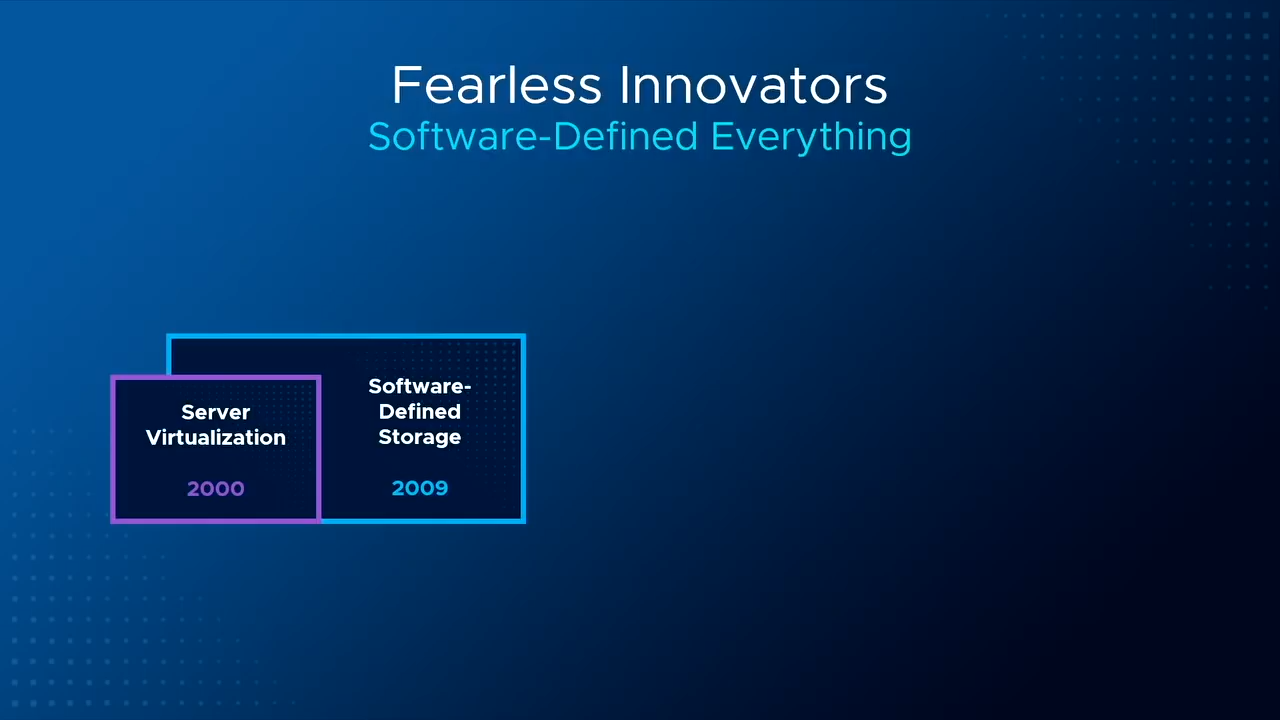 Fearless Innovators
Software-Defined Everything
Server
Virtualization
2000
Software-
Defined
Storage
2009